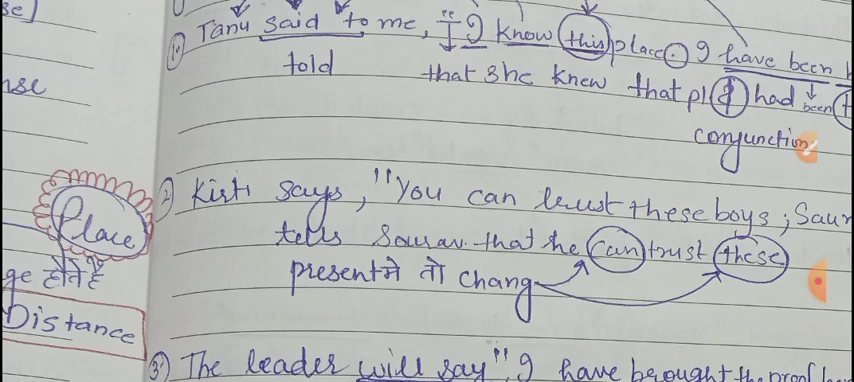 se)
(1) Tanu said to me, "I know this place. I have been
told that she knew that pl & had been
nse
conjunction
(2) Kirti says, "You can trust these boys, Saur
Place tells Sourav that he can trust these
ge होते हैं present में नो Chang
Distance
(3) The leader will say "I have brought the proof